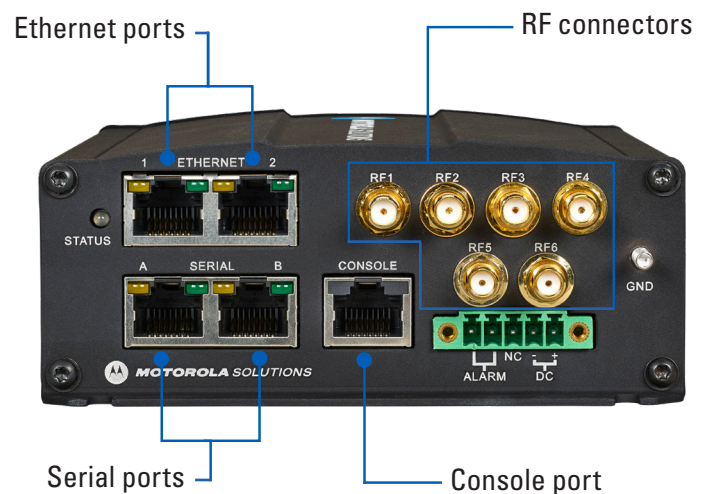 Ethernet ports
RF connectors
SOLUTIONS
1 ETHERNET 2
RF1 RF2 RF3 RF4
STATUS
A SERIAL B
CONSOLE
RF5 RF6
GND
NC - +
ALARM DC
MOTOROLA SOLUTIONS
Serial ports
Console port